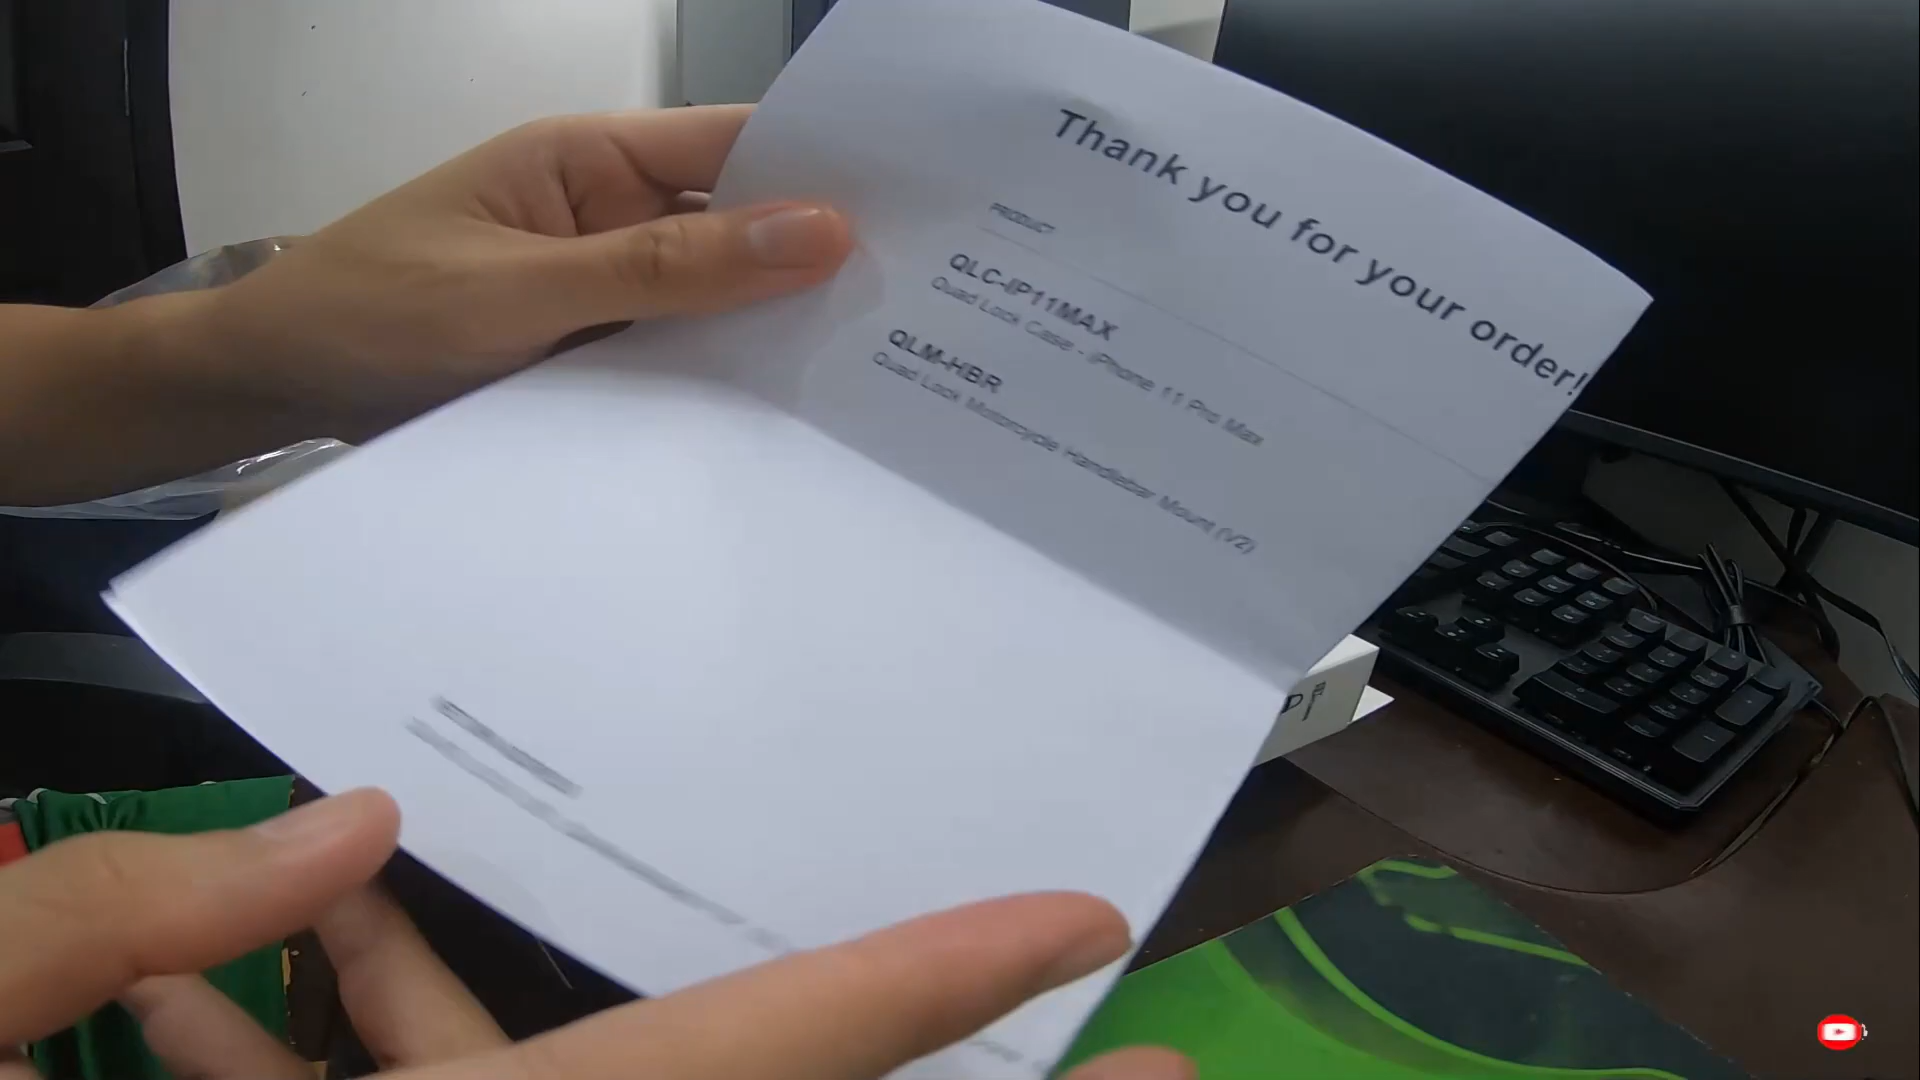 Thank you for your order!
PRODUCT
QLC-IP11MAX
Quad Lock Case - iPhone 11 Pro Max
QLM-HBR
Quad Lock Motorcycle Handlebar Mount (V2)